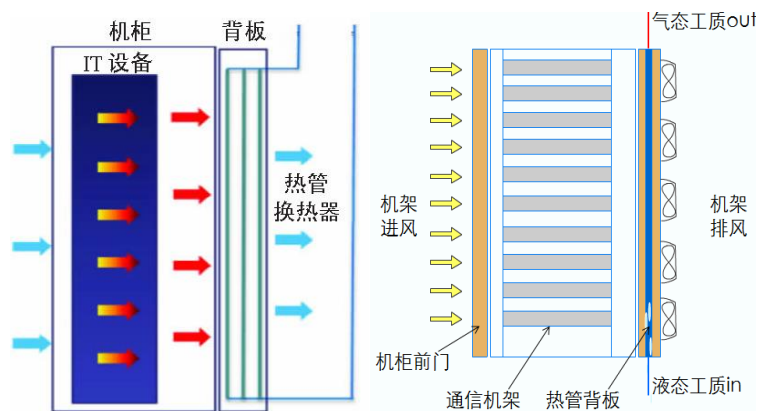 机柜
背板
IT 设备
热管
换热器
气态工质out
机架
进风
机架
排风
机柜前门
通信机架
热管背板
液态工质in